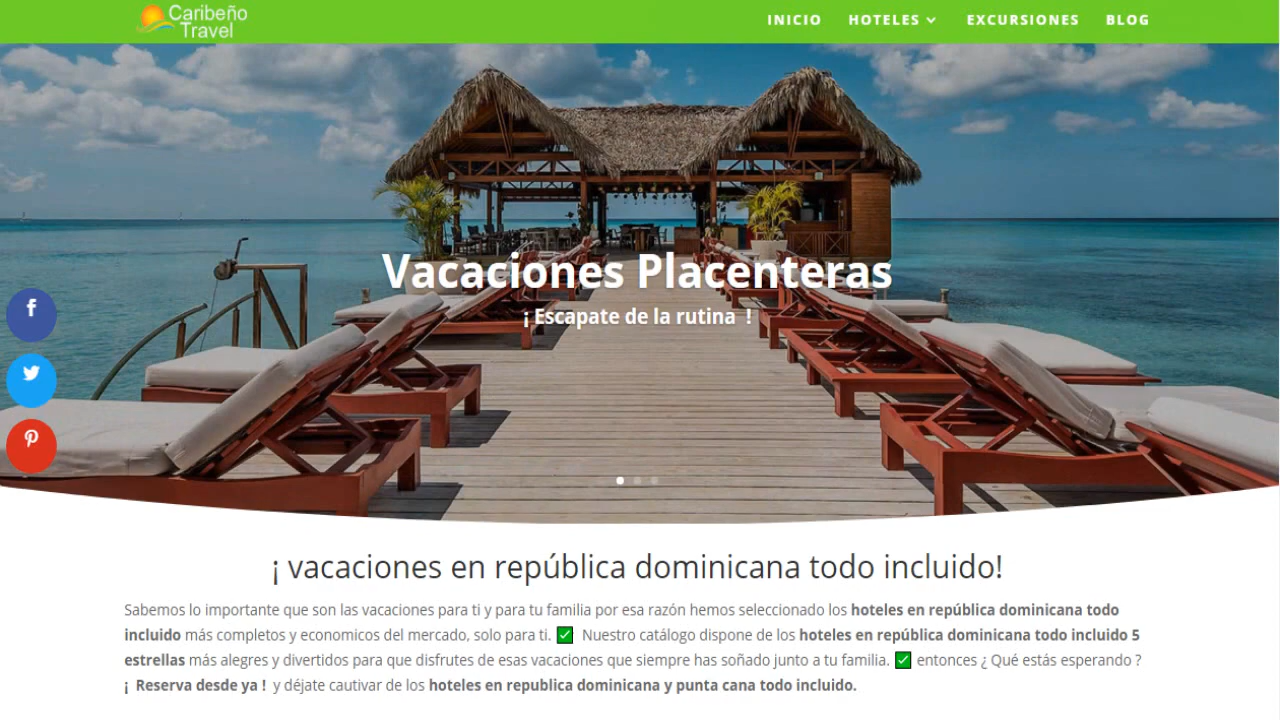 Caribeño
Travel
INICIO HOTELES EXCURSIONES BLOG
Vacaciones Placenteras
¡ Escapate de la rutina !
¡ vacaciones en república dominicana todo incluido!
Sabemos lo importante que son las vacaciones para ti y para tu familia por esa razón hemos seleccionado los hoteles en república dominicana todo
incluido más completos y economicos del mercado, solo para ti. ✅ Nuestro catálogo dispone de los hoteles en república dominicana todo incluido 5
estrellas más alegres y divertidos para que disfrutes de esas vacaciones que siempre has soñado junto a tu familia. ✅ entonces ¿ Qué estás esperando ?
¡ Reserva desde ya ! y déjate cautivar de los hoteles en republica dominicana y punta cana todo incluido.